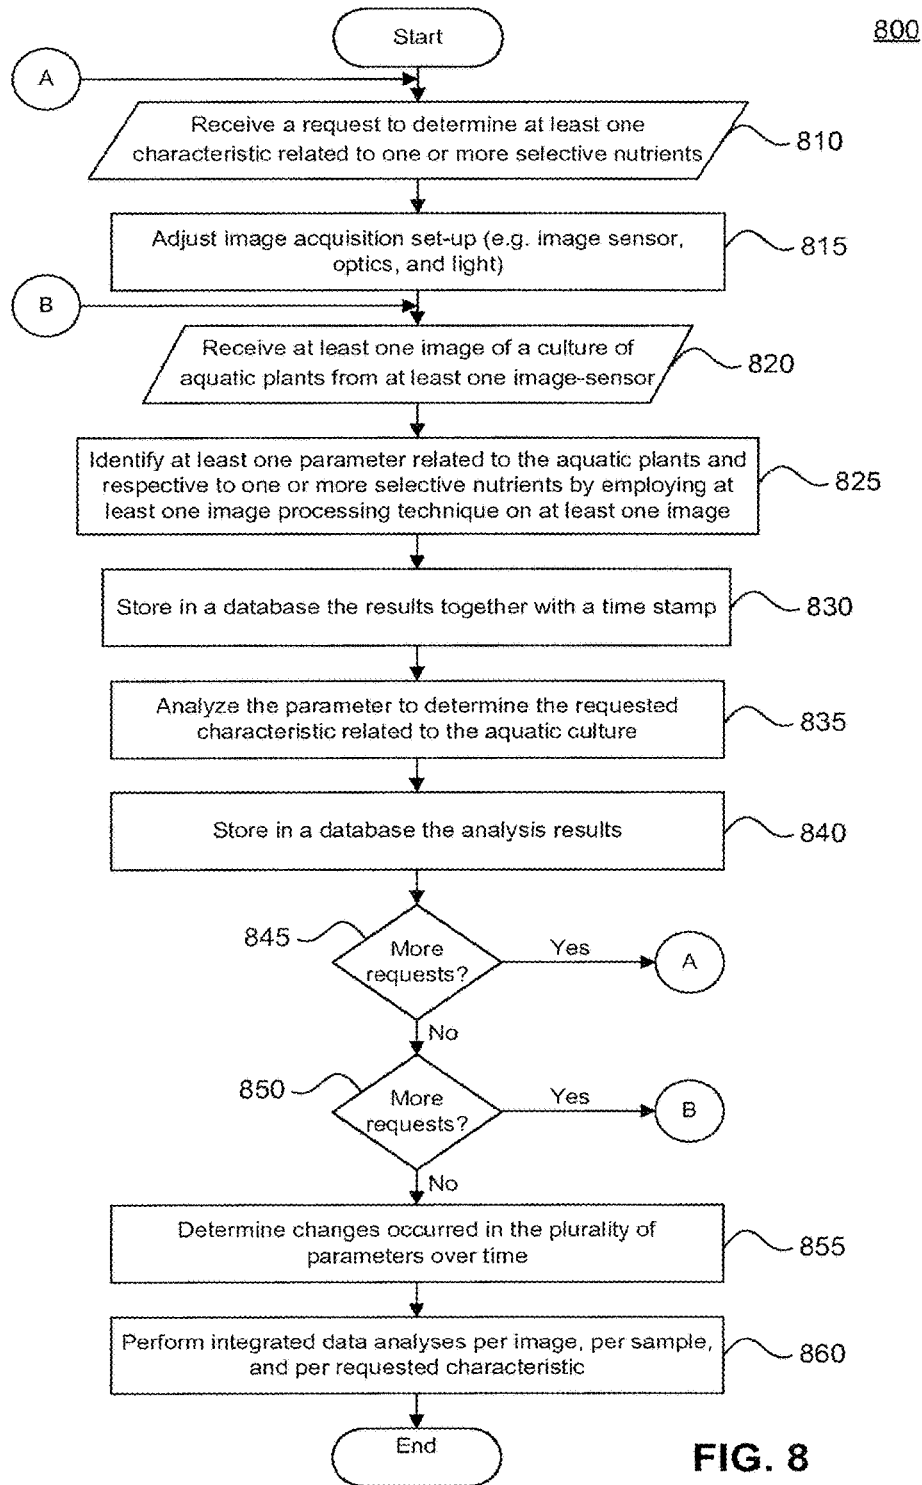 Start
800
A
Receive a request to determine at least one
characteristic related to one or more selective nutrients
810
Adjust image acquisition set-up (e.g. image sensor,
optics, and light)
815
B
Receive at least one image of a culture of
aquatic plants from at least one image-sensor
820
Identify at least one parameter related to the aquatic plants and
respective to one or more selective nutrients by employing at
least one image processing technique on at least one image
825
Store in a database the results together with a time stamp
830
Analyze the parameter to determine the requested
characteristic related to the aquatic culture
835
Store in a database the analysis results
840
845
More
requests?
Yes
A
No
850
More
requests?
Yes
B
No
Determine changes occurred in the plurality of
parameters over time
855
Perform integrated data analyses per image, per sample,
and per requested characteristic
860
End
FIG. 8